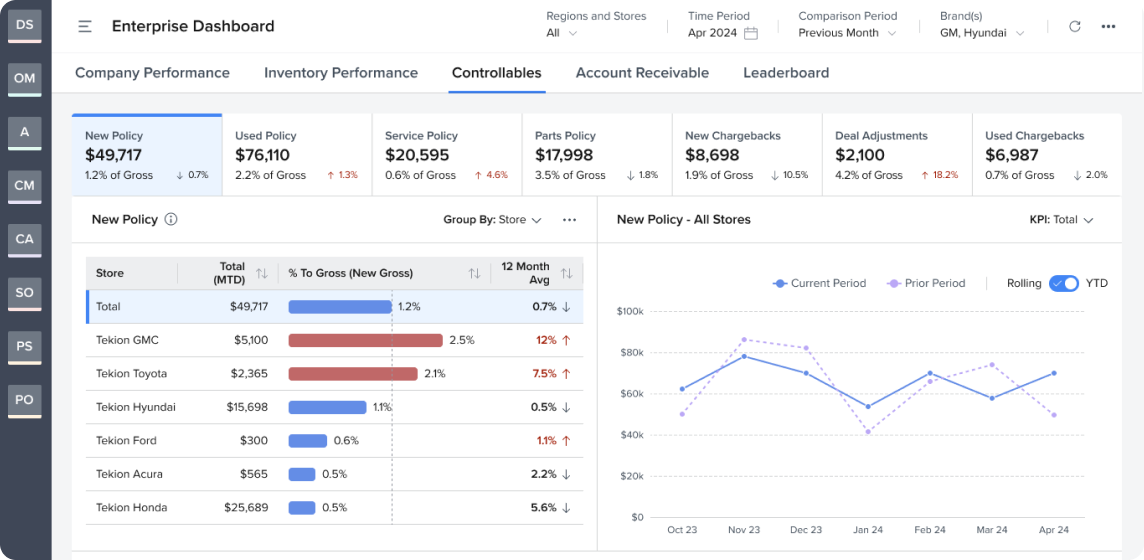 DS
OM
A
CM
CA
SO
PS
PO
Enterprise Dashboard
Regions and Stores
All
Time Period
Apr 2024
Comparison Period
Previous Month
Brand(s)
GM, Hyundai
Company Performance
Inventory Performance
Controllables
Account Receivable
Leaderboard
New Policy
$49,717
1.2% of Gross ↓ 0.7%
Used Policy
$76,110
2.2% of Gross ↑ 1.3%
Service Policy
$20,595
0.6% of Gross ↑ 4.6%
Parts Policy
$17,998
3.5% of Gross ↓ 1.8%
New Chargebacks
$8,698
1.9% of Gross ↓ 10.5%
Deal Adjustments
$2,100
4.2% of Gross ↑ 18.2%
Used Chargebacks
$6,987
0.7% of Gross ↓ 2.0%
New Policy
Group By: Store
Store
Total
(MTD)
% To Gross (New Gross)
12 Month
Avg
Total $49,717 1.2% 0.7% ↓
Tekion GMC $5,100 2.5% 12% ↑
Tekion Toyota $2,365 2.1% 7.5% ↑
Tekion Hyundai $15,698 1.1% 0.5% ↓
Tekion Ford $300 0.6% 1.1% ↑
Tekion Acura $565 0.5% 2.2% ↓
Tekion Honda $25,689 0.5% 5.6% ↓
New Policy - All Stores
KPI: Total
Current Period
Prior Period
Rolling
YTD
$100k
$80k
$60k
$40k
$20k
$0
Oct 23 Nov 23 Dec 23 Jan 24 Feb 24 Mar 24 Apr 24